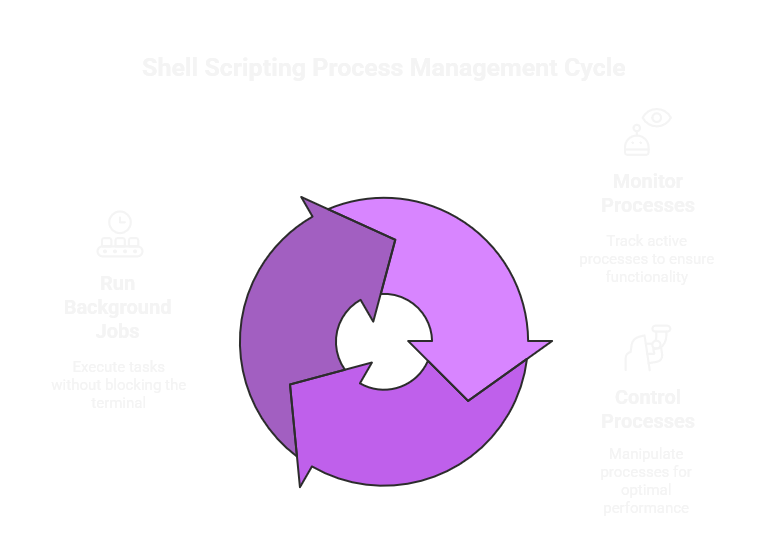 Shell Scripting Process Management Cycle
Monitor
Processes
Track active
processes to ensure
functionality
Run
Background
Jobs
Execute tasks
without blocking the
terminal
Control
Processes
Manipulate
processes for
optimal
performance